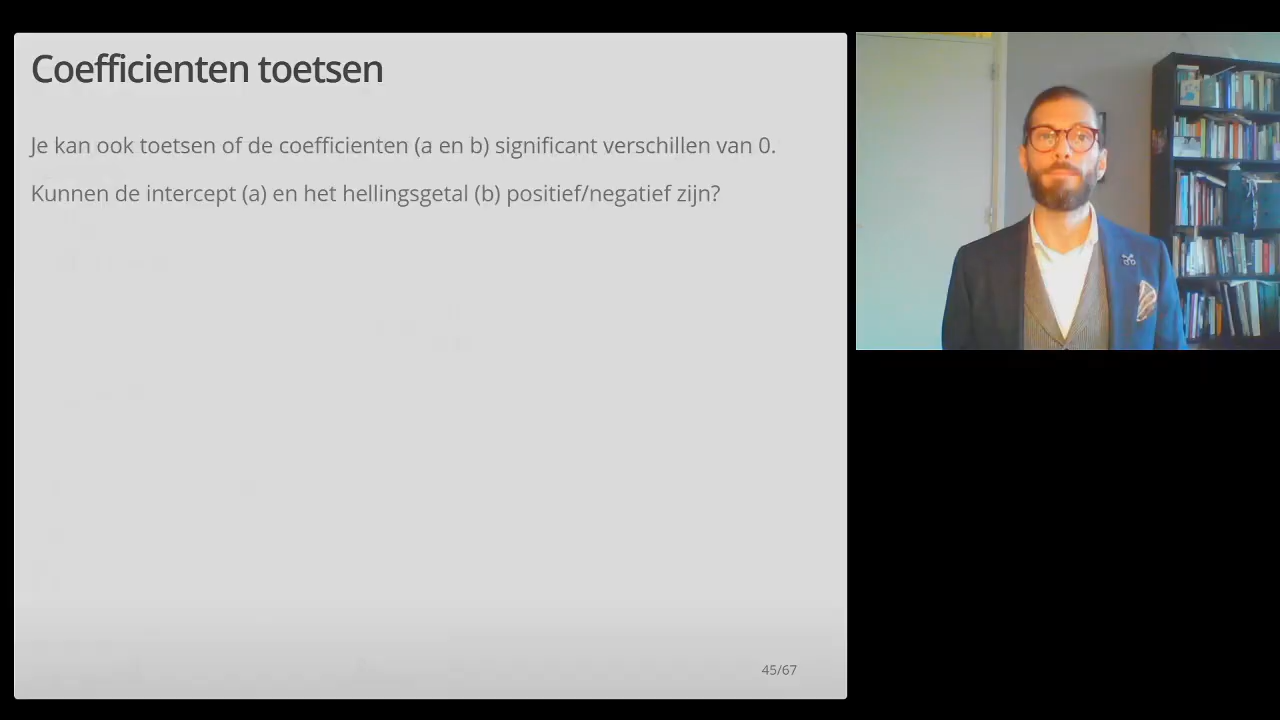 Coefficienten toetsen
Je kan ook toetsen of de coefficienten (a en b) significant verschillen van 0.
Kunnen de intercept (a) en het hellingsgetal (b) positief/negatief zijn?
45/67